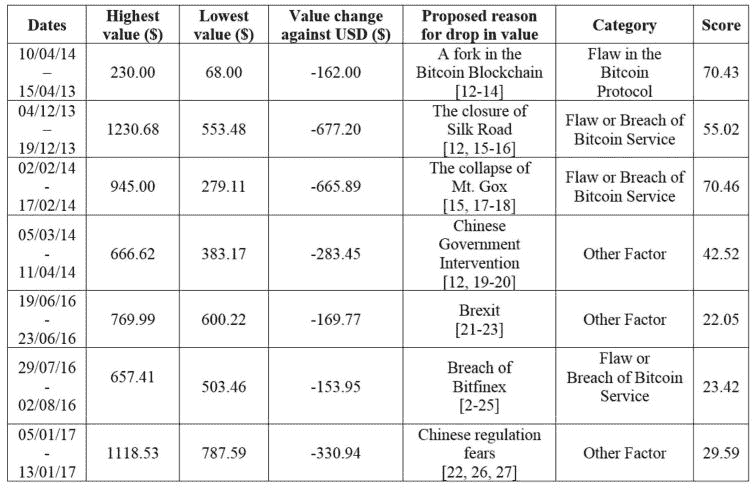 Dates Highest value ($) Lowest value ($) Value change against USD ($) Proposed reason for drop in value Category Score
10/04/14 – 15/04/13 230.00 68.00 -162.00 A fork in the Bitcoin Blockchain [12-14] Flaw in the Bitcoin Protocol 70.43
04/12/13 – 19/12/13 1230.68 553.48 -677.20 The closure of Silk Road [12, 15-16] Flaw or Breach of Bitcoin Service 55.02
02/02/14 - 17/02/14 945.00 279.11 -665.89 The collapse of Mt. Gox [15, 17-18] Flaw or Breach of Bitcoin Service 70.46
05/03/14 - 11/04/14 666.62 383.17 -283.45 Chinese Government Intervention [12, 19-20] Other Factor 42.52
19/06/16 - 23/06/16 769.99 600.22 -169.77 Brexit [21-23] Other Factor 22.05
29/07/16 - 02/08/16 657.41 503.46 -153.95 Breach of Bitfinex [2-25] Flaw or Breach of Bitcoin Service 23.42
05/01/17 - 13/01/17 1118.53 787.59 -330.94 Chinese regulation fears [22, 26, 27] Other Factor 29.59